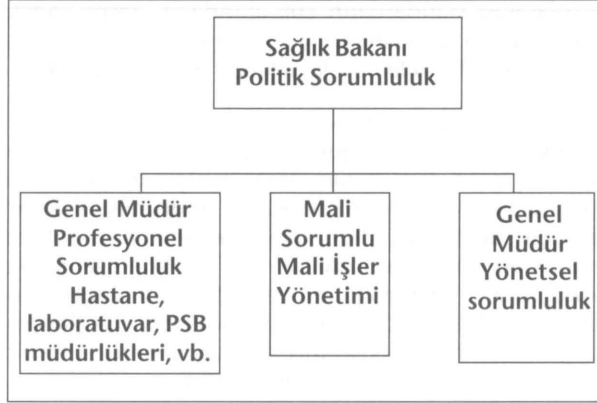 Sağlık Bakanı
Politik Sorumluluk
Genel Müdür
Profesyonel
Sorumluluk
Hastane,
laboratuvar, PSB
müdürlükleri, vb.
Mali
Sorumlu
Mali İşler
Yönetimi
Genel
Müdür
Yönetsel
sorumluluk